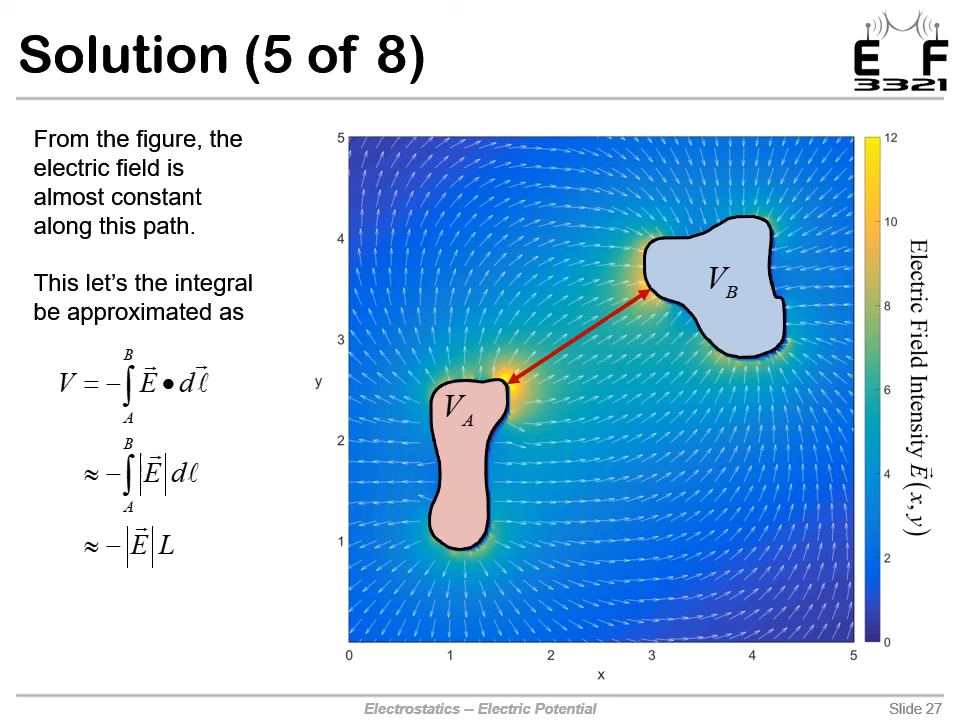 Solution (5 of 8)
E F
3321
From the figure, the
electric field is
almost constant
along this path.
This let's the integral
be approximated as
V = −∫_A^B E⃗ • dℓ⃗
≈ −∫_A^B |E⃗| dℓ
≈ −|E⃗| L
5
4
3
2
1
y
0 1 2 3 4 5
x
V_A
V_B
12
10
8
6
4
2
0
Electric Field Intensity E⃗(x, y)
Electrostatics -- Electric Potential
Slide 27